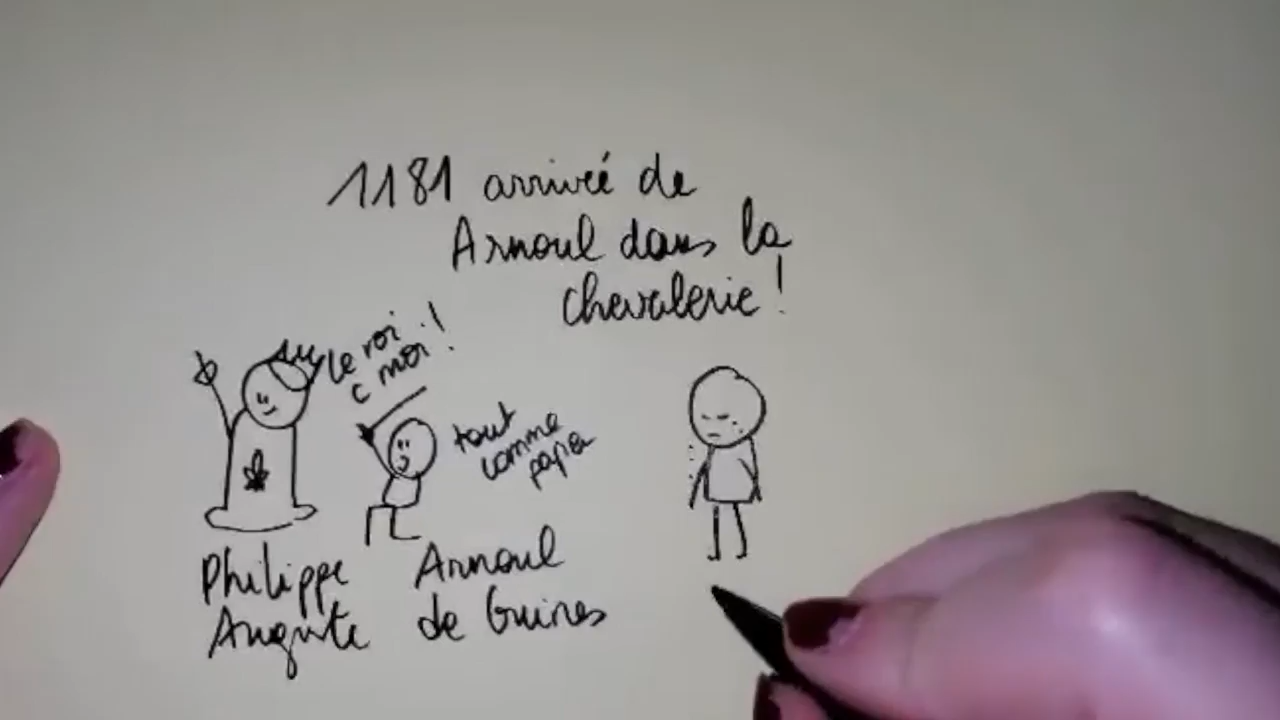 1181 arrivée de
Arnoul dans la
chevalerie !
Le roi
c moi !
tout
comme
papa
Philippe
Auguste
Arnoul
de Guines